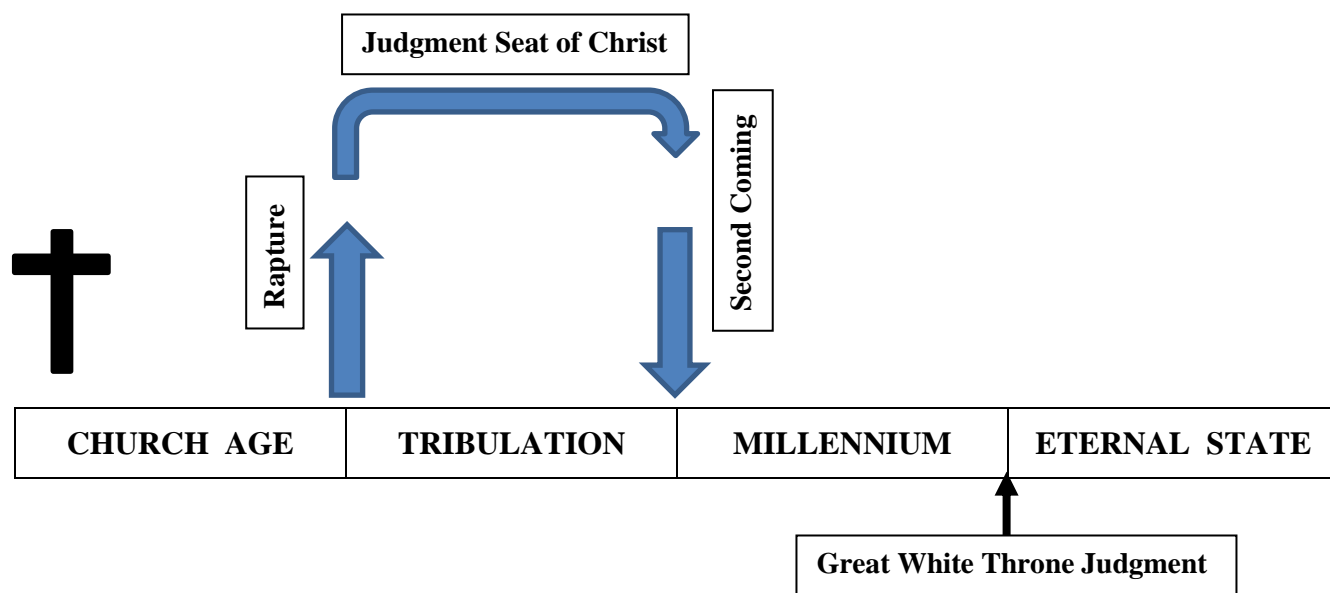 Judgment Seat of Christ
Rapture
Second Coming
CHURCH AGE
TRIBULATION
MILLENNIUM
ETERNAL STATE
Great White Throne Judgment